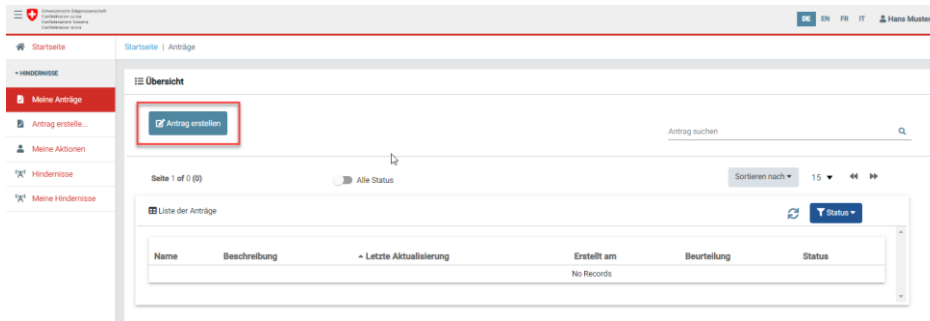 Schweizerische Eidgenossenschaft
Confédération suisse
Confederazione Svizzera
Confederaziun svizra
DE EN FR IT Hans Muster
Startseite
Startseite | Anträge
HINDERNISSE
Meine Anträge
Antrag erstelle...
Meine Aktionen
Hindernisse
Meine Hindernisse
Übersicht
Antrag erstellen
Antrag suchen
Seite 1 of 0 (0)
Alle Status
Sortieren nach
15
Liste der Anträge
Status
Name Beschreibung Letzte Aktualisierung Erstellt am Beurteilung Status
No Records